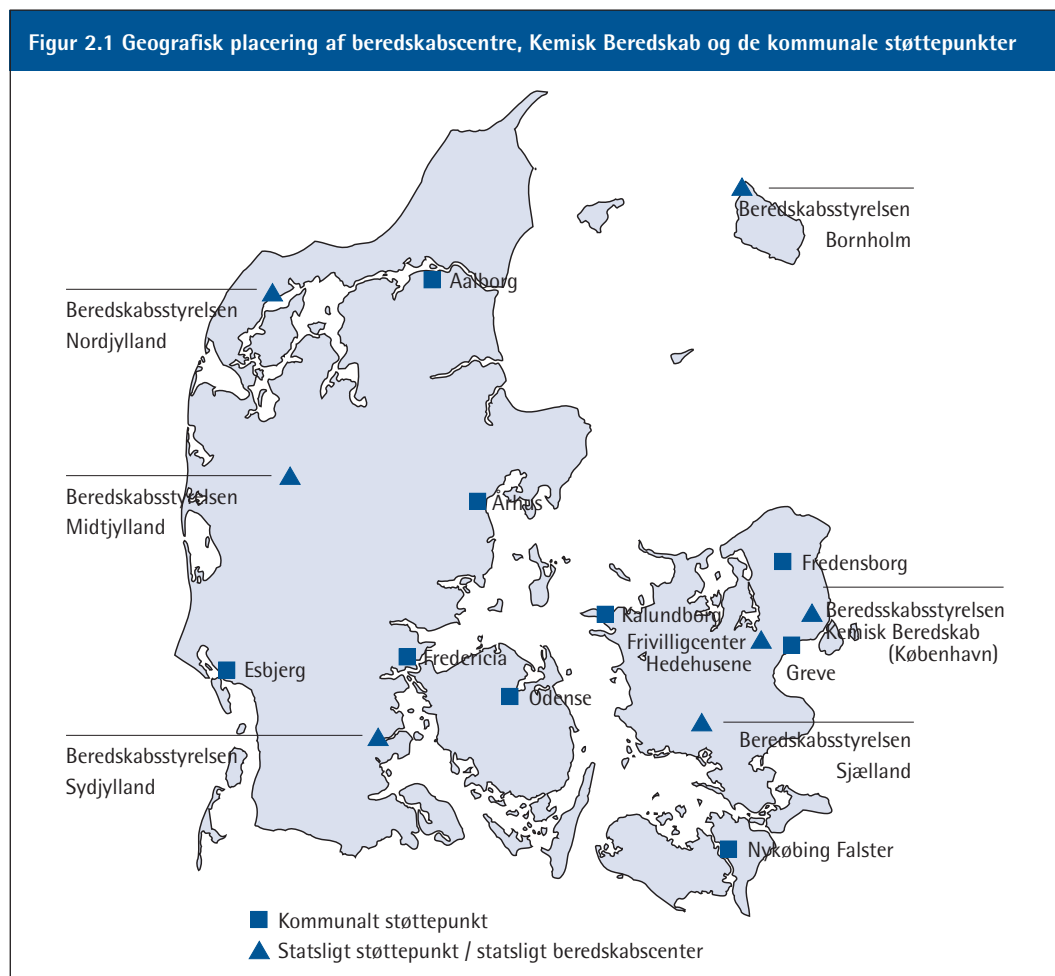 Figur 2.1 Geografisk placering af beredskabscentre, Kemisk Beredskab og de kommunale støttepunkter
Beredskabsstyrelsen
Bornholm
Aalborg
Beredskabsstyrelsen
Nordjylland
Beredskabsstyrelsen
Midtjylland
Århus
Fredensborg
Kalundborg
Beredsskabsstyrelsen
Kemisk Beredskab
(København)
Frivilligcenter
Hedehusene
Greve
Fredericia
Esbjerg
Odense
Beredskabsstyrelsen
Sjælland
Beredskabsstyrelsen
Sydjylland
Nykøbing Falster
Kommunalt støttepunkt
Statsligt støttepunkt / statsligt beredskabscenter